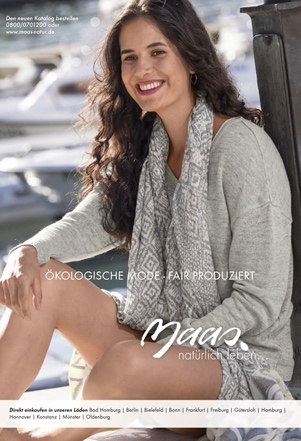 Den neuen Katalog bestellen
0800/0701200 oder
www.maas-natur.de
ÖKOLOGISCHE MODE - FAIR PRODUZIERT
Maas.
natürlich leben...
Direkt einkaufen in unseren Läden Bad Homburg | Berlin | Bielefeld | Bonn | Frankfurt | Freiburg | Gütersloh | Hamburg |
Hannover | Konstanz | Münster | Oldenburg